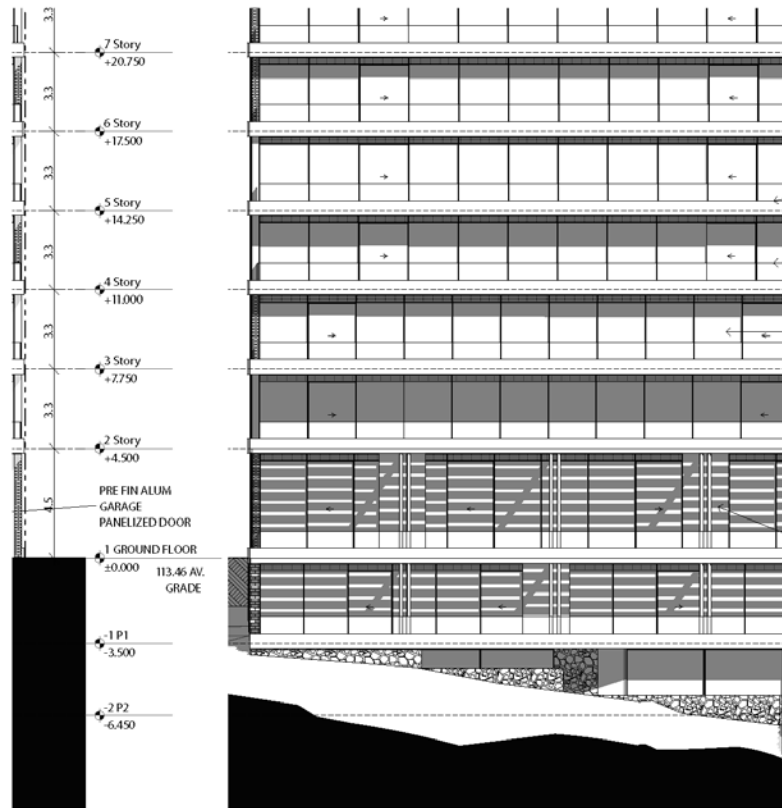 3.3
7 Story
+20.750
3.3
6 Story
+17.500
3.3
5 Story
+14.250
3.3
4 Story
+11.000
3.3
3 Story
+7.750
3.3
2 Story
+4.500
4.5
PRE FIN ALUM
GARAGE
PANELIZED DOOR
1 GROUND FLOOR
±0.000
113.46 AV.
GRADE
-1 P1
-3.500
-2 P2
-6.450